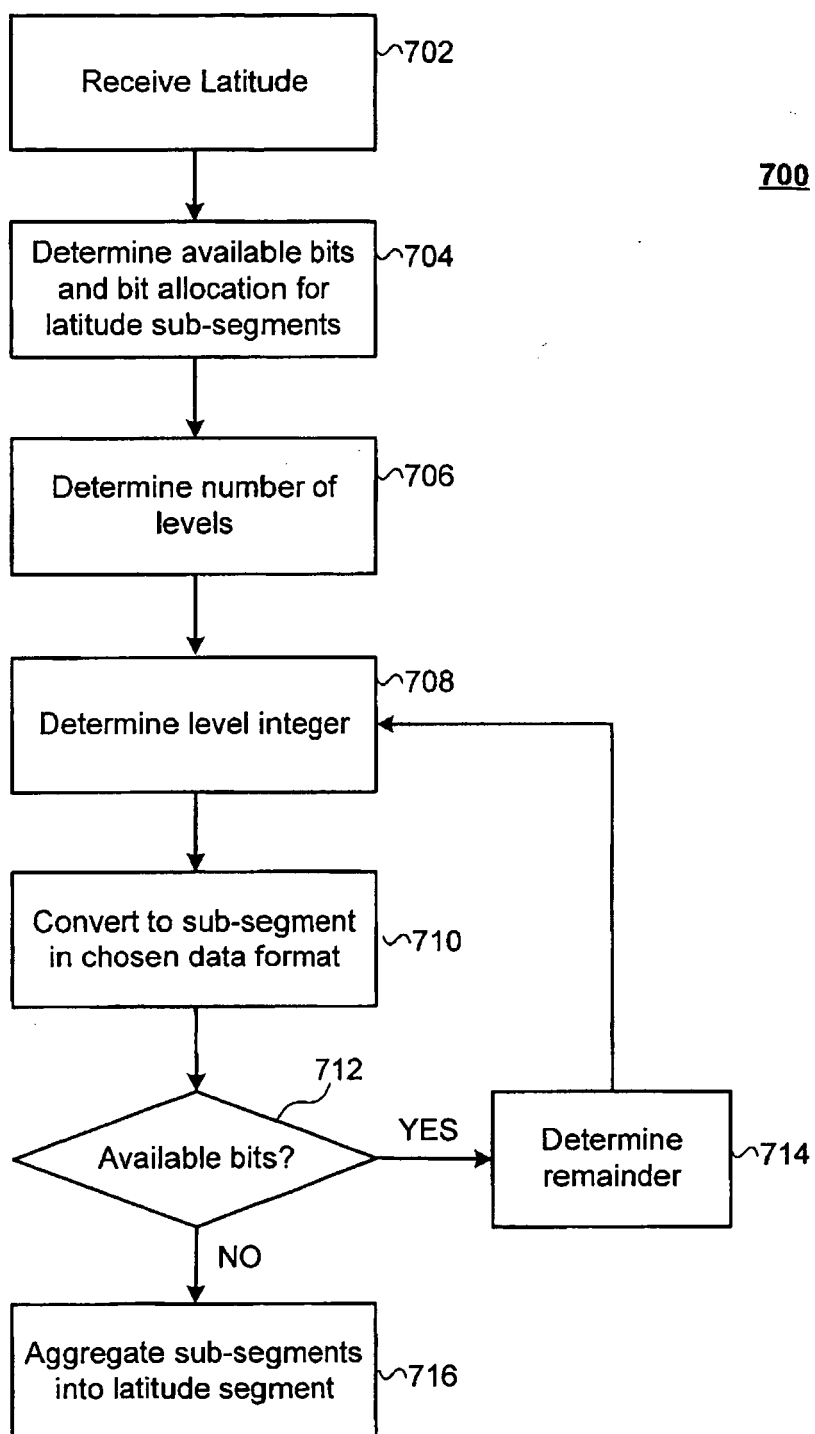 Receive Latitude
702
700
Determine available bits
and bit allocation for
latitude sub-segments
704
Determine number of
levels
706
Determine level integer
708
Convert to sub-segment
in chosen data format
710
712
Available bits?
YES
Determine
remainder
714
NO
Aggregate sub-segments
into latitude segment
716